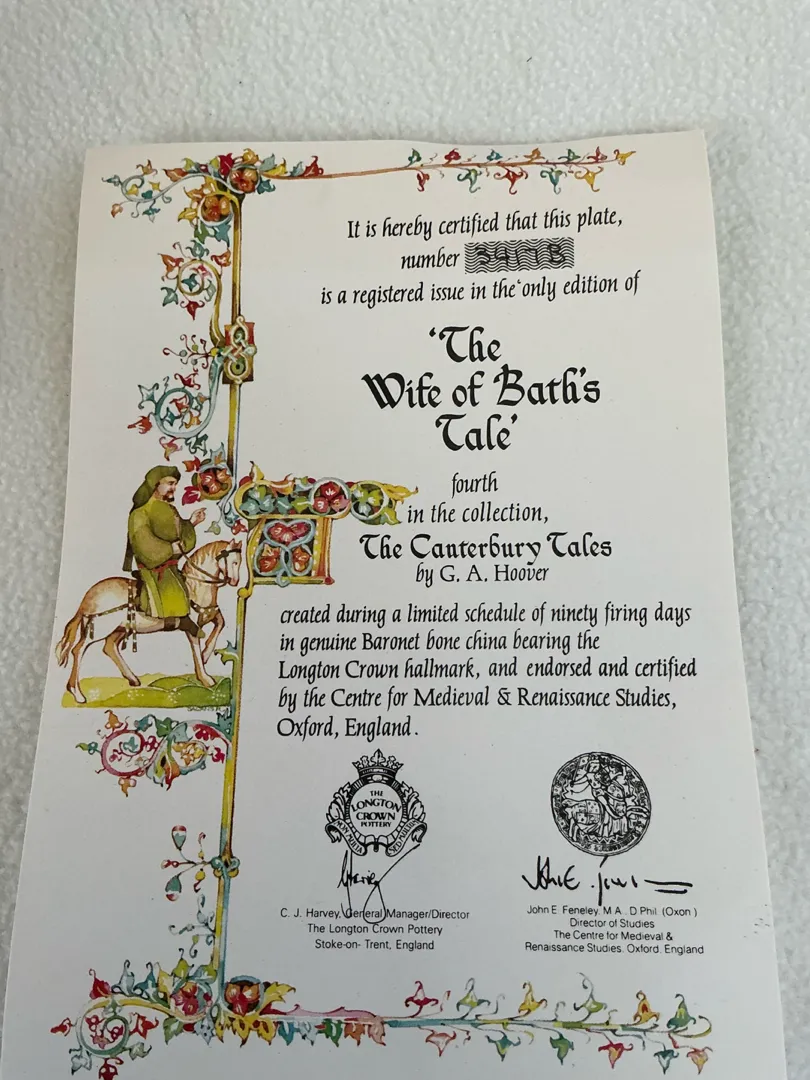 It is hereby certified that this plate,
number
is a registered issue in the only edition of
'The
Wife of Bath's
Tale'
fourth
in the collection,
The Canterbury Tales
by G. A. Hoover
created during a limited schedule of ninety firing days
in genuine Baronet bone china bearing the
Longton Crown hallmark, and endorsed and certified
by the Centre for Medieval & Renaissance Studies,
Oxford, England.
THE
LONGTON
CROWN
POTTERY
C. J. Harvey, General Manager/Director
The Longton Crown Pottery
Stoke-on- Trent, England
John E. Feneley. M.A., D.Phil. (Oxon)
Director of Studies
The Centre for Medieval &
Renaissance Studies. Oxford. England